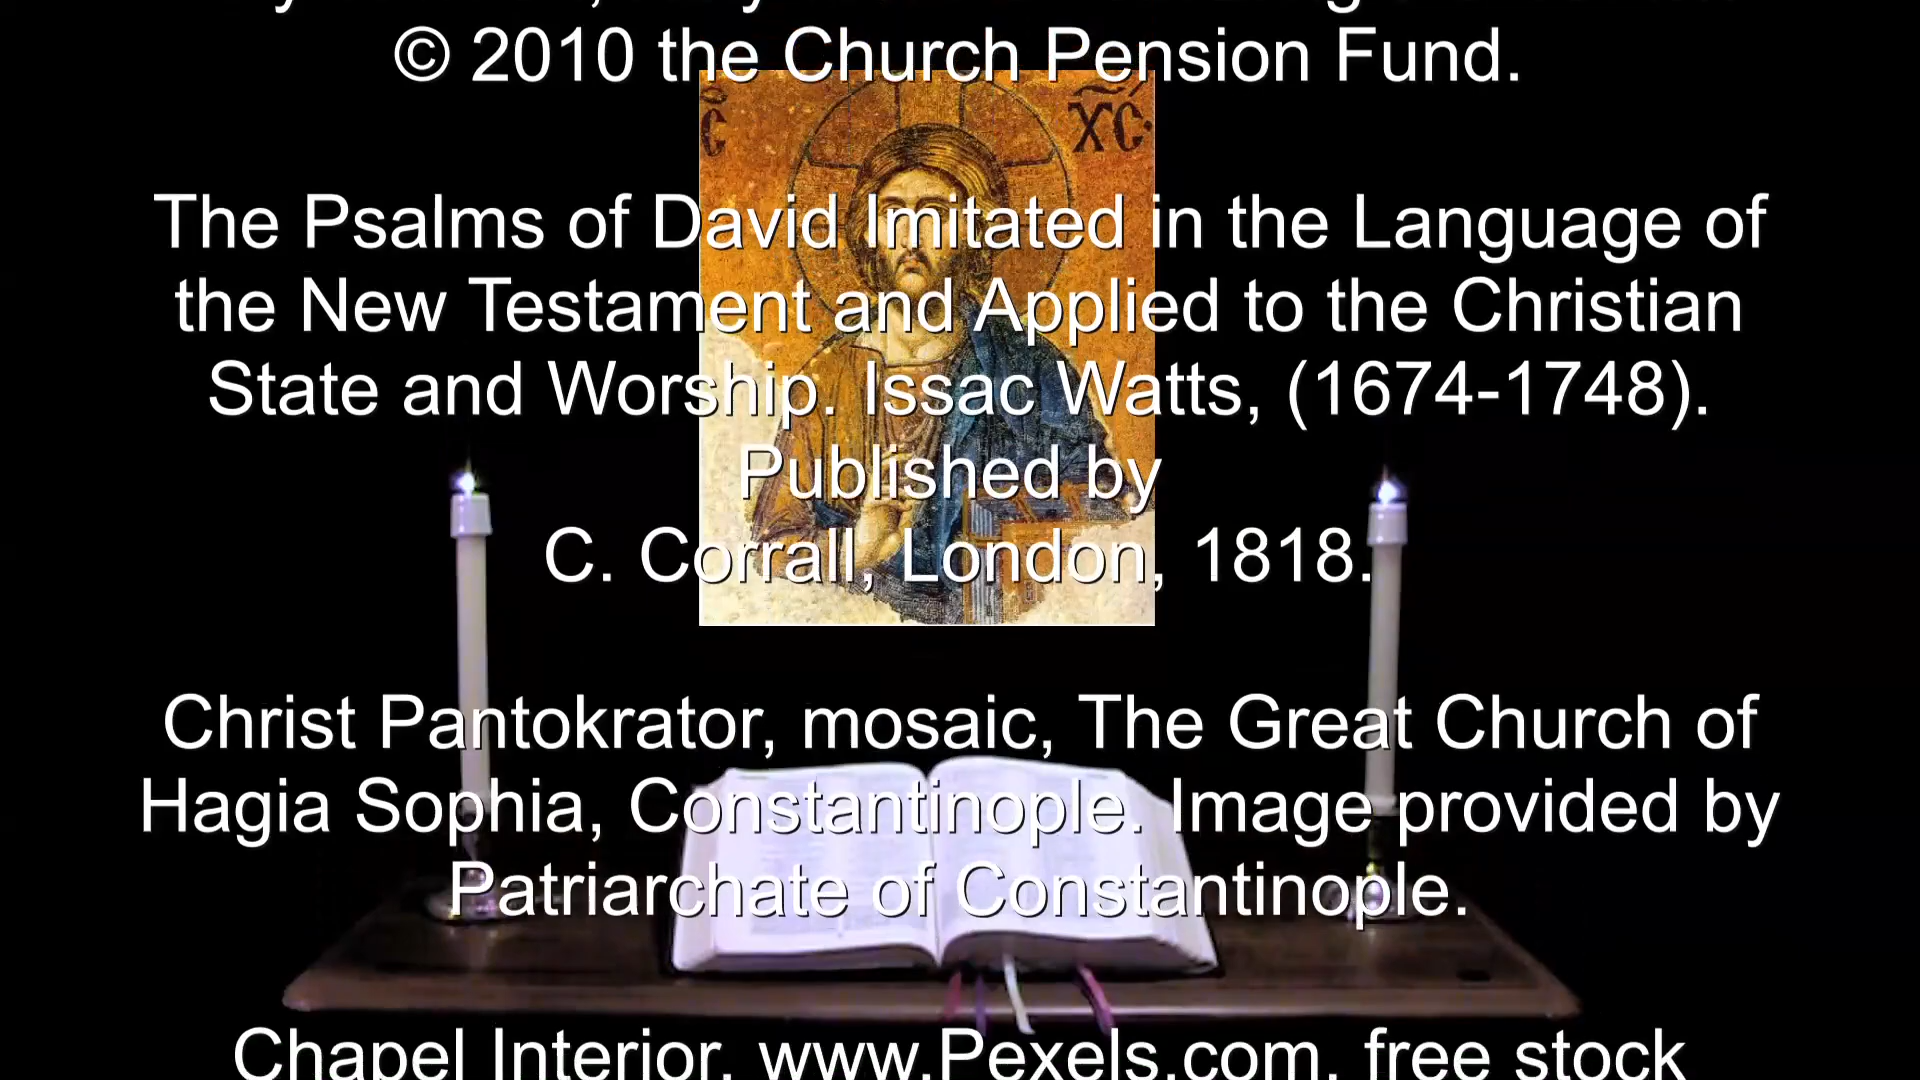 © 2010 the Church Pension Fund.
The Psalms of David Imitated in the Language of
the New Testament and Applied to the Christian
State and Worship. Issac Watts, (1674-1748).
Published by
C. Corrall, London, 1818.
Christ Pantokrator, mosaic, The Great Church of
Hagia Sophia, Constantinople. Image provided by
Patriarchate of Constantinople.
Chapel Interior, www.Pexels.com, free stock